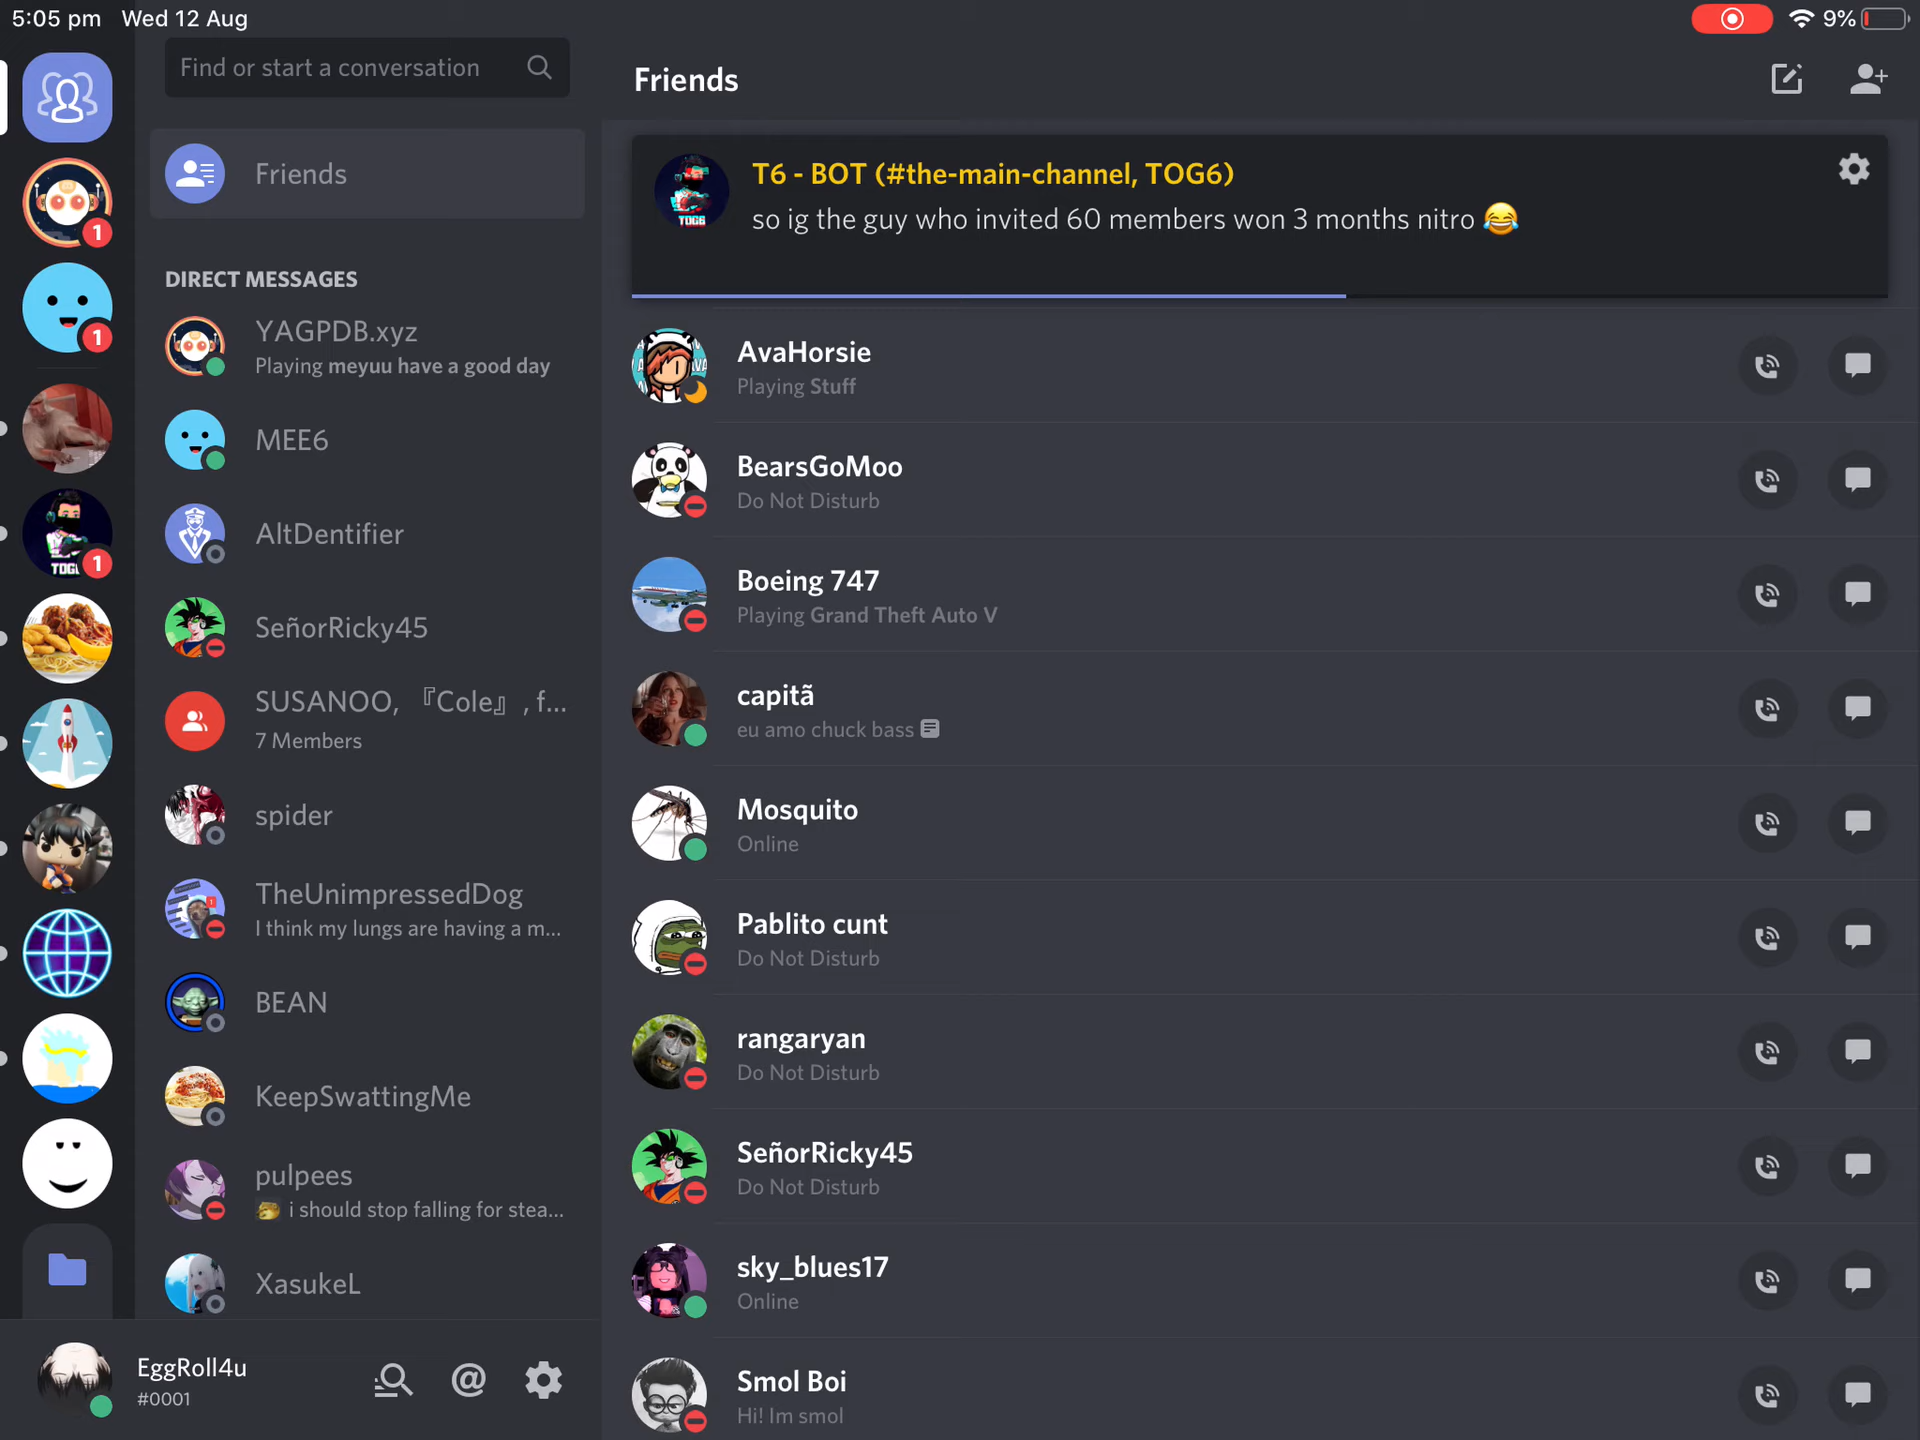 5:05 pm Wed 12 Aug
9%
Find or start a conversation
Friends
1
1
1
TOG
DIRECT MESSAGES
YAGPDB.xyz
Playing meyuu have a good day
MEE6
AltDentifier
SeñorRicky45
SUSANOO, 『Cole』, f...
7 Members
spider
TheUnimpressedDog
I think my lungs are having a m...
BEAN
KeepSwattingMe
pulpees
i should stop falling for stea...
XasukeL
EggRoll4u
#0001
Friends
TOG6
T6 - BOT (#the-main-channel, TOG6)
so ig the guy who invited 60 members won 3 months nitro 😂
AvaHorsie
Playing Stuff
BearsGoMoo
Do Not Disturb
Boeing 747
Playing Grand Theft Auto V
capitã
eu amo chuck bass
Mosquito
Online
Pablito cunt
Do Not Disturb
rangaryan
Do Not Disturb
SeñorRicky45
Do Not Disturb
sky_blues17
Online
Smol Boi
Hi! Im smol